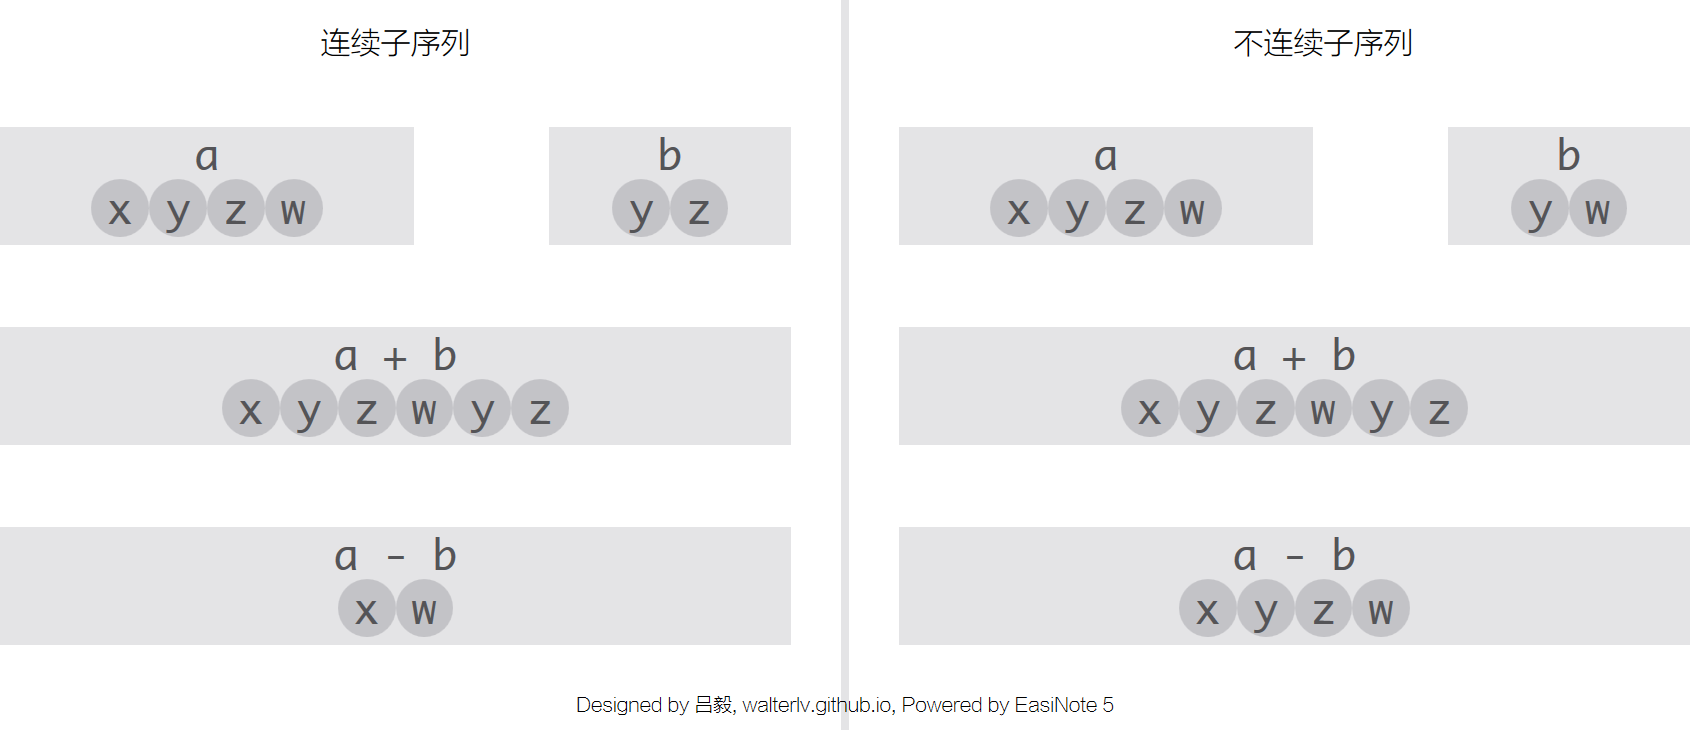 连续子序列
a
x y z w
b
y z
a + b
x y z w y z
a - b
x w
不连续子序列
a
x y z w
b
y w
a + b
x y z w y z
a - b
x y z w
Designed by 吕毅, walterlv.github.io, Powered by EasiNote 5